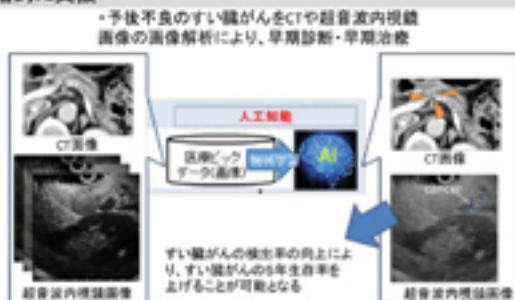 ・予後不良のすい臓がんをCTや超音波内視鏡
画像の画像解析により、早期診断・早期治療
CT画像
超音波内視鏡画像
人工知能
医療ビック
データ(画像)
AI
すい臓がんの検出率の向上によ
り、すい臓がんの5年生存率を
上げることが可能となる
CT画像
cancer
超音波内視鏡画像